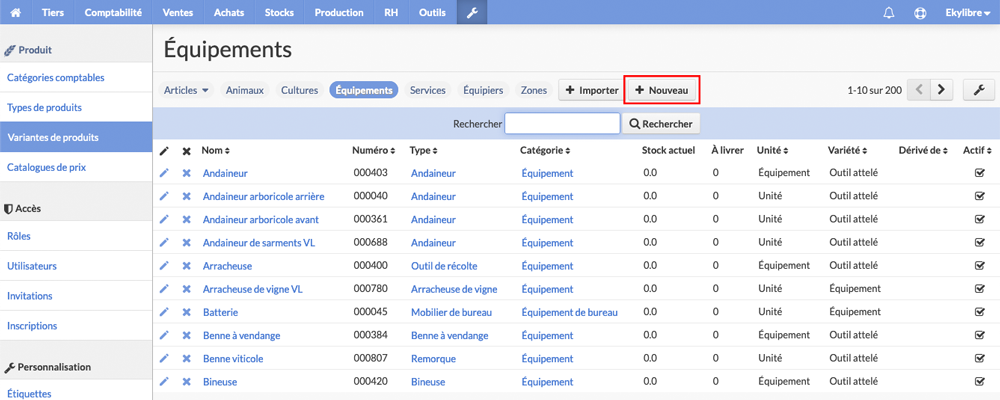 Tiers Comptabilité Ventes Achats Stocks Production RH Outils Ekylibre
Produit
Catégories comptables
Types de produits
Variantes de produits
Catalogues de prix
Accès
Rôles
Utilisateurs
Invitations
Inscriptions
Personnalisation
Étiquettes
Équipements
Articles Animaux Cultures Équipements Services Équipiers Zones Importer Nouveau 1-10 sur 200
Rechercher Rechercher
Nom Numéro Type Catégorie Stock actuel À livrer Unité Variété Dérivé de Actif
Andaineur 000403 Andaineur Équipement 0.0 0 Équipement Outil attelé
Andaineur arboricole arrière 000040 Andaineur Équipement 0.0 0 Unité Outil attelé
Andaineur arboricole avant 000361 Andaineur Équipement 0.0 0 Unité Outil attelé
Andaineur de sarments VL 000688 Andaineur Équipement 0.0 0 Unité Outil attelé
Arracheuse 000400 Outil de récolte Équipement 0.0 0 Équipement Outil attelé
Arracheuse de vigne VL 000780 Arracheuse de vigne Équipement 0.0 0 Unité Équipement
Batterie 000045 Mobilier de bureau Équipement de bureau 0.0 0 Unité Équipement
Benne à vendange 000384 Benne à vendange Équipement 0.0 0 Équipement Outil attelé
Benne viticole 000807 Remorque Équipement 0.0 0 Unité Outil attelé
Bineuse 000420 Bineuse Équipement 0.0 0 Équipement Outil attelé